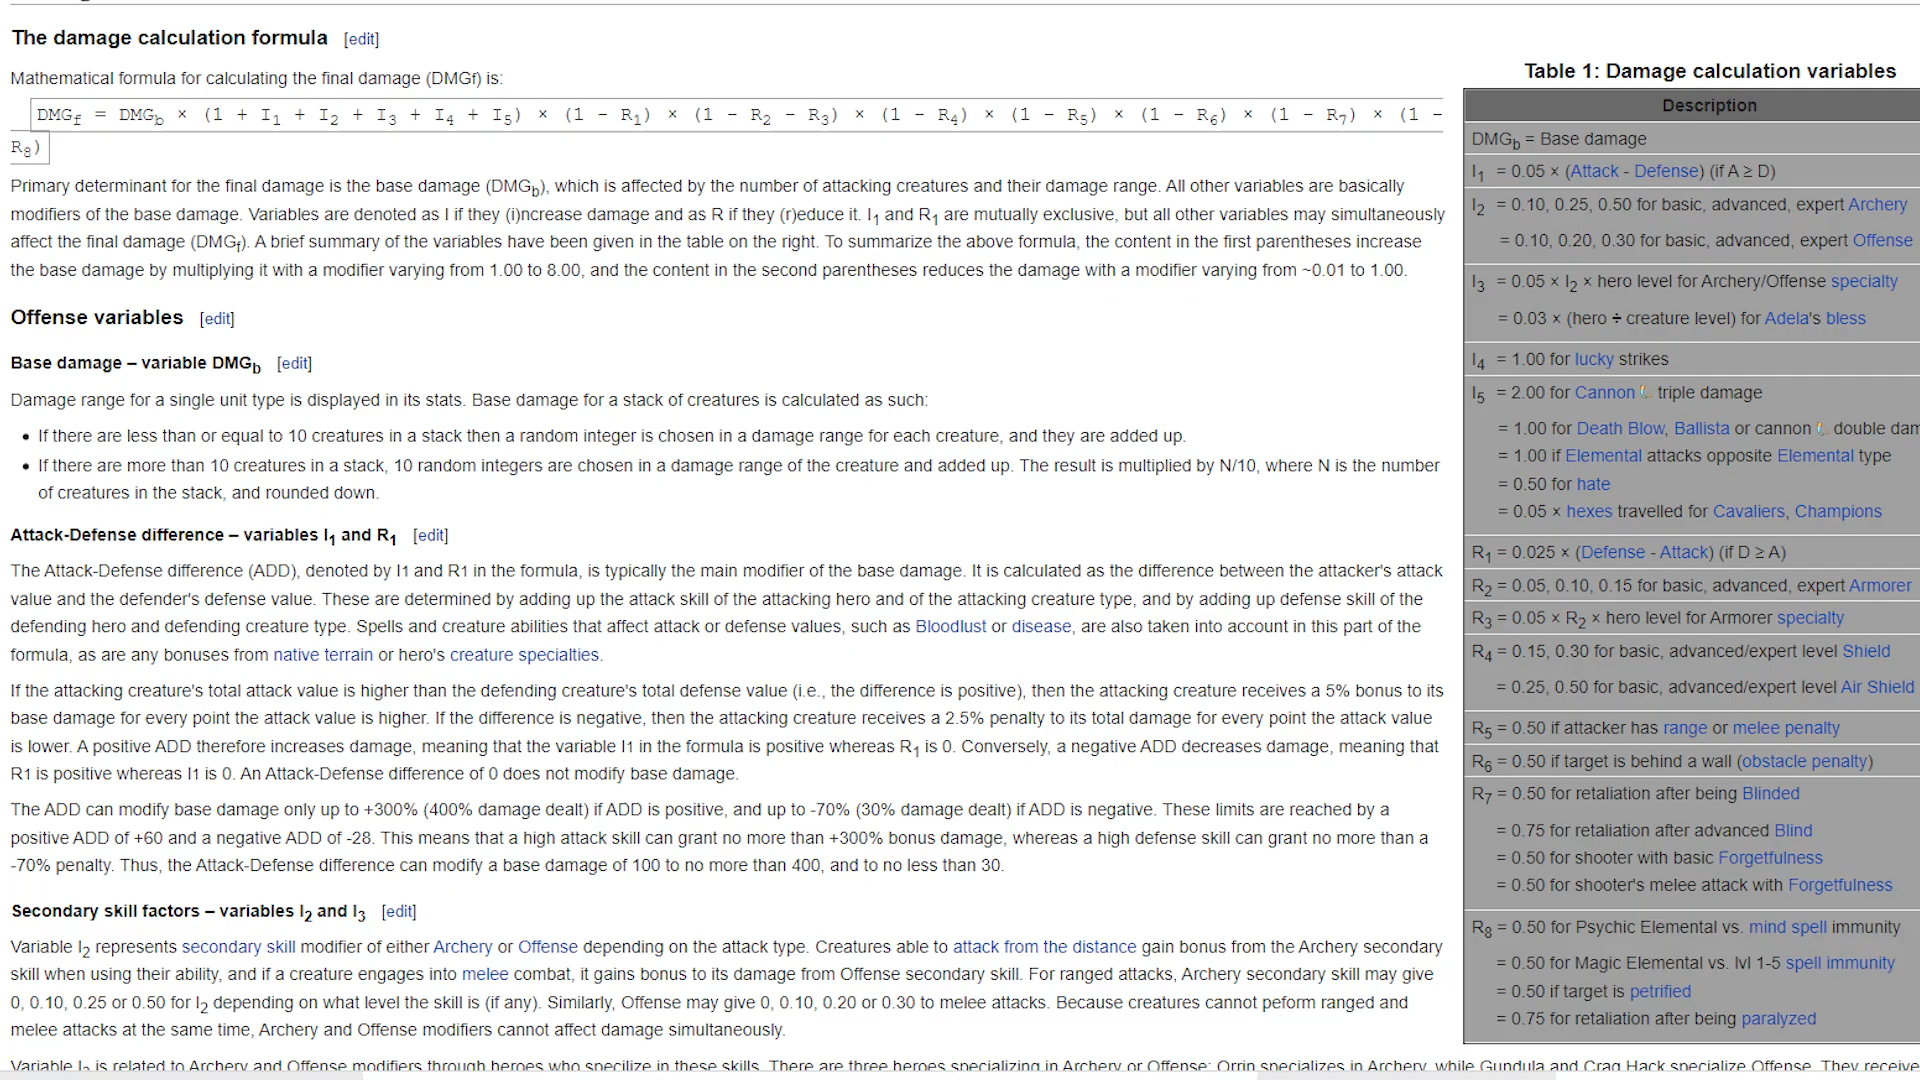 The damage calculation formula [edit]
Mathematical formula for calculating the final damage (DMGf) is:
DMGf = DMGb × (1 + I1 + I2 + I3 + I4 + I5) × (1 - R1) × (1 - R2 - R3) × (1 - R4) × (1 - R5) × (1 - R6) × (1 - R7) × (1 -
R8)
Primary determinant for the final damage is the base damage (DMGb), which is affected by the number of attacking creatures and their damage range. All other variables are basically
modifiers of the base damage. Variables are denoted as I if they (i)ncrease damage and as R if they (r)educe it. I1 and R1 are mutually exclusive, but all other variables may simultaneously
affect the final damage (DMGf). A brief summary of the variables have been given in the table on the right. To summarize the above formula, the content in the first parentheses increase
the base damage by multiplying it with a modifier varying from 1.00 to 8.00, and the content in the second parentheses reduces the damage with a modifier varying from ~0.01 to 1.00.
Offense variables [edit]
Base damage – variable DMGb [edit]
Damage range for a single unit type is displayed in its stats. Base damage for a stack of creatures is calculated as such:
• If there are less than or equal to 10 creatures in a stack then a random integer is chosen in a damage range for each creature, and they are added up.
• If there are more than 10 creatures in a stack, 10 random integers are chosen in a damage range of the creature and added up. The result is multiplied by N/10, where N is the number
of creatures in the stack, and rounded down.
Attack-Defense difference – variables I1 and R1 [edit]
The Attack-Defense difference (ADD), denoted by I1 and R1 in the formula, is typically the main modifier of the base damage. It is calculated as the difference between the attacker's attack
value and the defender's defense value. These are determined by adding up the attack skill of the attacking hero and of the attacking creature type, and by adding up defense skill of the
defending hero and defending creature type. Spells and creature abilities that affect attack or defense values, such as Bloodlust or disease, are also taken into account in this part of the
formula, as are any bonuses from native terrain or hero's creature specialties.
If the attacking creature's total attack value is higher than the defending creature's total defense value (i.e., the difference is positive), then the attacking creature receives a 5% bonus to its
base damage for every point the attack value is higher. If the difference is negative, then the attacking creature receives a 2.5% penalty to its total damage for every point the attack value
is lower. A positive ADD therefore increases damage, meaning that the variable I1 in the formula is positive whereas R1 is 0. Conversely, a negative ADD decreases damage, meaning that
R1 is positive whereas I1 is 0. An Attack-Defense difference of 0 does not modify base damage.
The ADD can modify base damage only up to +300% (400% damage dealt) if ADD is positive, and up to -70% (30% damage dealt) if ADD is negative. These limits are reached by a
positive ADD of +60 and a negative ADD of -28. This means that a high attack skill can grant no more than +300% bonus damage, whereas a high defense skill can grant no more than a
-70% penalty. Thus, the Attack-Defense difference can modify a base damage of 100 to no more than 400, and to no less than 30.
Secondary skill factors – variables I2 and I3 [edit]
Variable I2 represents secondary skill modifier of either Archery or Offense depending on the attack type. Creatures able to attack from the distance gain bonus from the Archery secondary
skill when using their ability, and if a creature engages into melee combat, it gains bonus to its damage from Offense secondary skill. For ranged attacks, Archery secondary skill may give
0, 0.10, 0.25 or 0.50 for I2 depending on what level the skill is (if any). Similarly, Offense may give 0, 0.10, 0.20 or 0.30 to melee attacks. Because creatures cannot peform ranged and
melee attacks at the same time, Archery and Offense modifiers cannot affect damage simultaneously.
Variable I3 is related to Archery and Offense modifiers through heroes who specilize in these skills. There are three heroes specializing in Archery or Offense: Orrin specializes in Archery, while Gundula and Crag Hack specialize Offense. They receive
Table 1: Damage calculation variables
Description
DMGb = Base damage
I1 = 0.05 × (Attack - Defense) (if A ≥ D)
I2 = 0.10, 0.25, 0.50 for basic, advanced, expert Archery
= 0.10, 0.20, 0.30 for basic, advanced, expert Offense
I3 = 0.05 × I2 × hero level for Archery/Offense specialty
= 0.03 × (hero ÷ creature level) for Adela's bless
I4 = 1.00 for lucky strikes
I5 = 2.00 for Cannon triple damage
= 1.00 for Death Blow, Ballista or cannon double dam
= 1.00 if Elemental attacks opposite Elemental type
= 0.50 for hate
= 0.05 × hexes travelled for Cavaliers, Champions
R1 = 0.025 × (Defense - Attack) (if D ≥ A)
R2 = 0.05, 0.10, 0.15 for basic, advanced, expert Armorer
R3 = 0.05 × R2 × hero level for Armorer specialty
R4 = 0.15, 0.30 for basic, advanced/expert level Shield
= 0.25, 0.50 for basic, advanced/expert level Air Shield
R5 = 0.50 if attacker has range or melee penalty
R6 = 0.50 if target is behind a wall (obstacle penalty)
R7 = 0.50 for retaliation after being Blinded
= 0.75 for retaliation after advanced Blind
= 0.50 for shooter with basic Forgetfulness
= 0.50 for shooter's melee attack with Forgetfulness
R8 = 0.50 for Psychic Elemental vs. mind spell immunity
= 0.50 for Magic Elemental vs. lvl 1-5 spell immunity
= 0.50 if target is petrified
= 0.75 for retaliation after being paralyzed